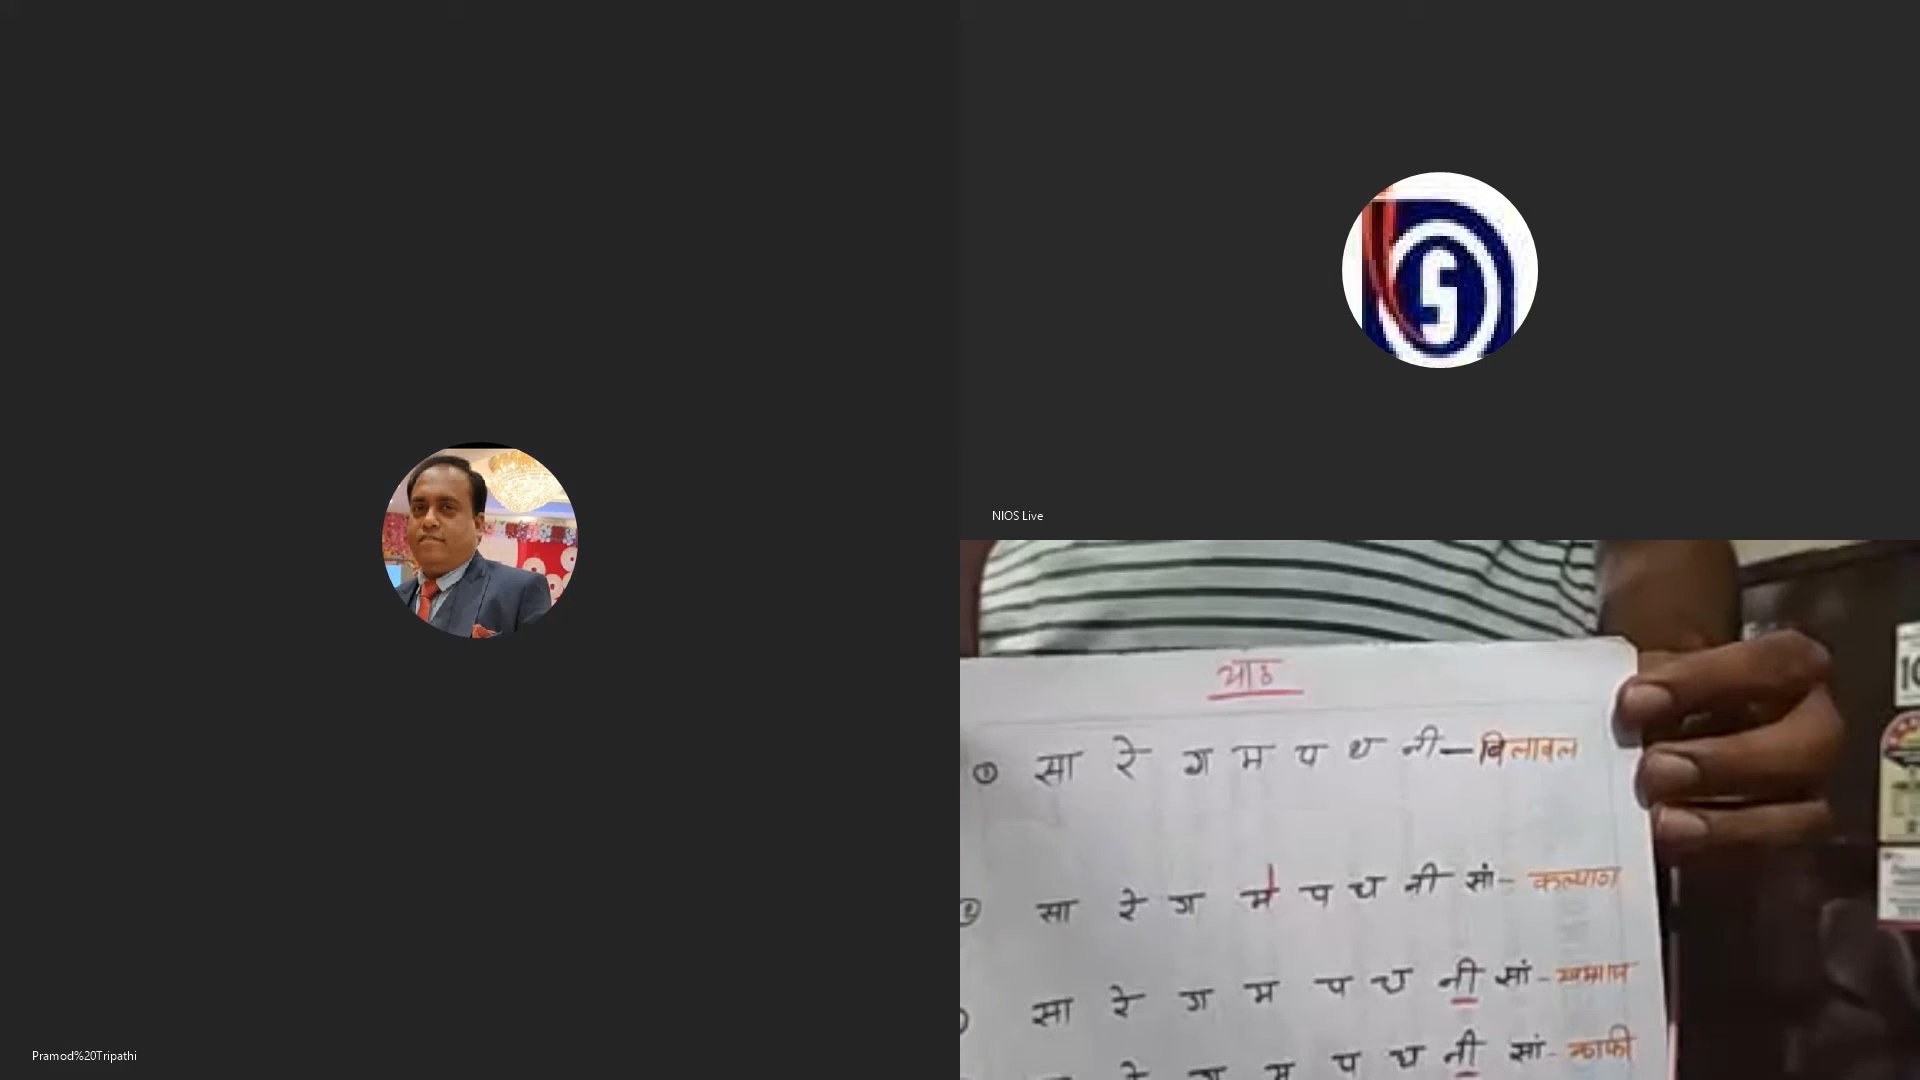 NIOS Live
Pramod%20Tripathi
थाठ
① सा रे ग म प ध नी — बिलावल
② सा रे ग म॑ प ध नी सां - कल्याण
सा रे ग म प ध नी॒ सां - खमाज
रे ग म प ध नी॒ सां - काफी